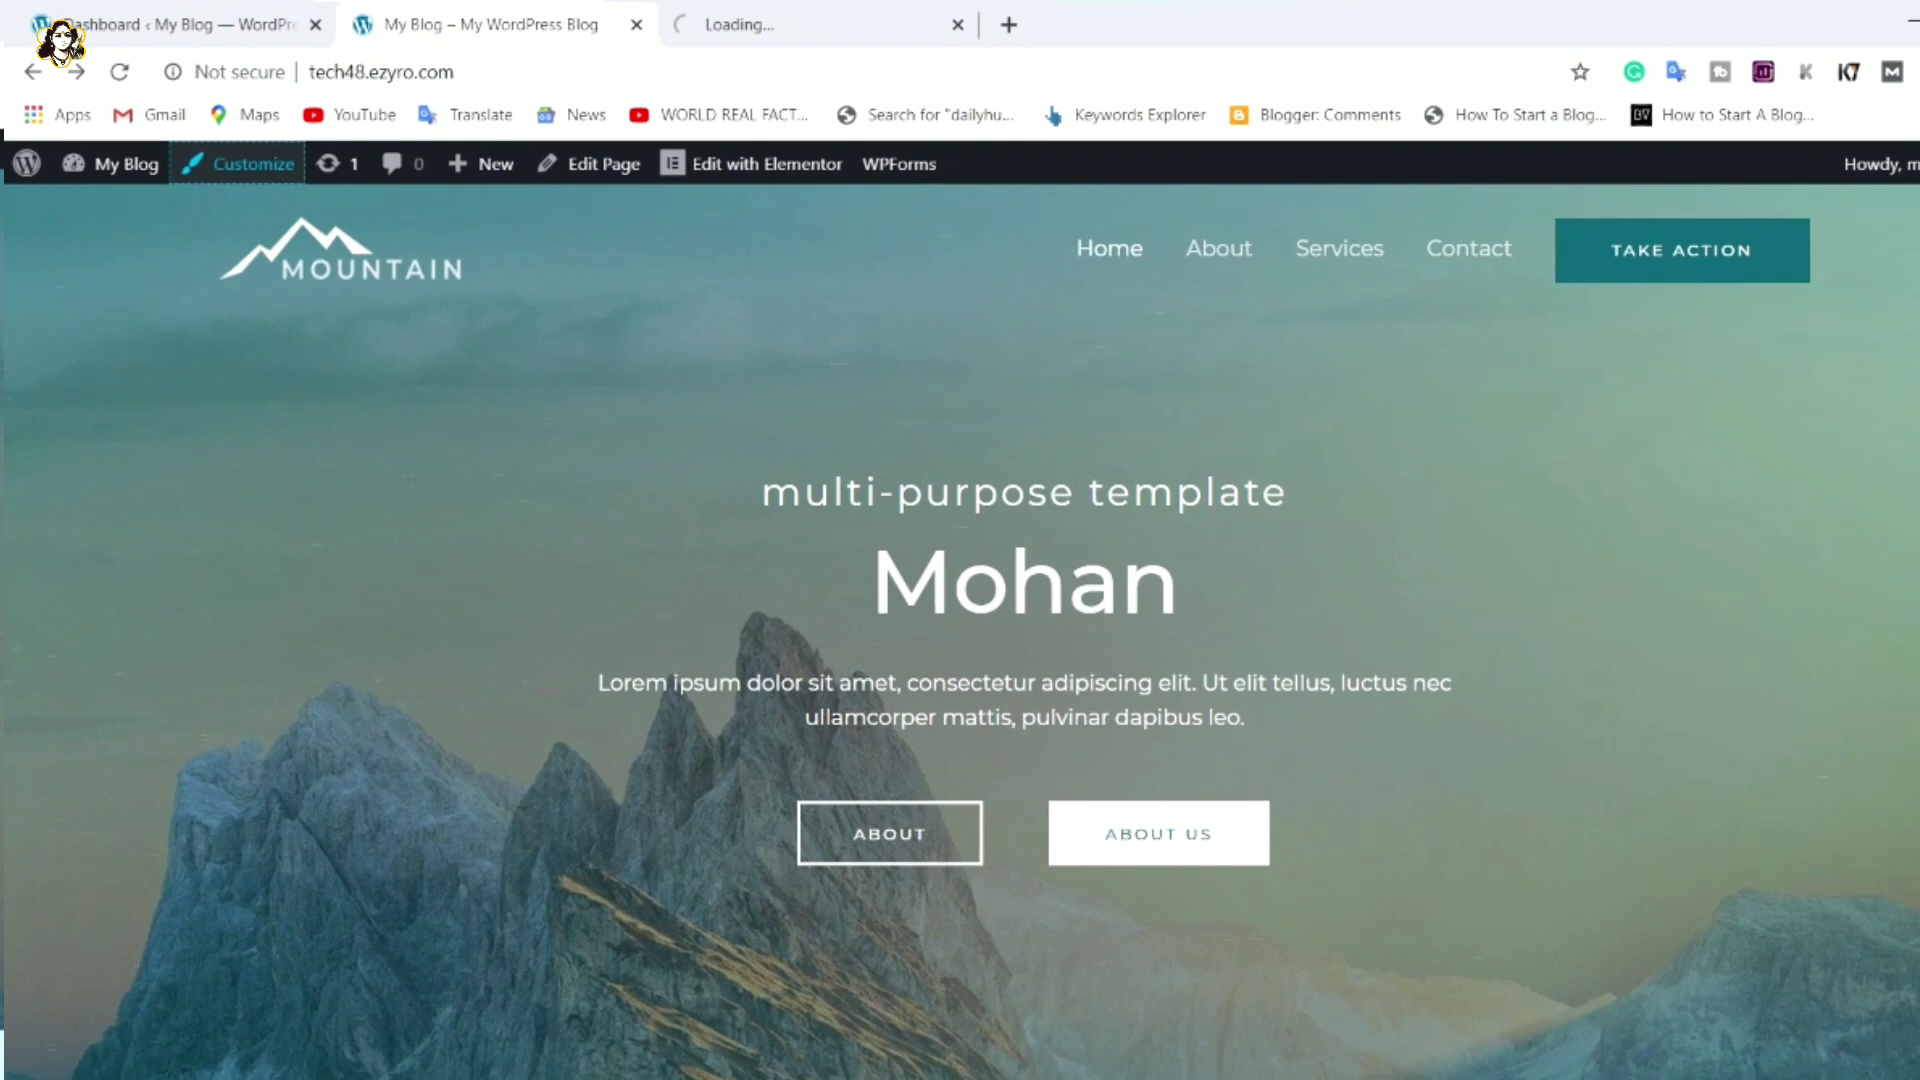 Dashboard ‹ My Blog — WordPre
My Blog – My WordPress Blog
Loading...
Not secure | tech48.ezyro.com
Apps Gmail Maps YouTube Translate News WORLD REAL FACT... Search for "dailyhu... Keywords Explorer Blogger: Comments How To Start a Blog... How to Start A Blog...
My Blog Customize 1 0 New Edit Page Edit with Elementor WPForms Howdy, m
MOUNTAIN
Home About Services Contact TAKE ACTION
multi-purpose template
Mohan
Lorem ipsum dolor sit amet, consectetur adipiscing elit. Ut elit tellus, luctus nec
ullamcorper mattis, pulvinar dapibus leo.
ABOUT ABOUT US